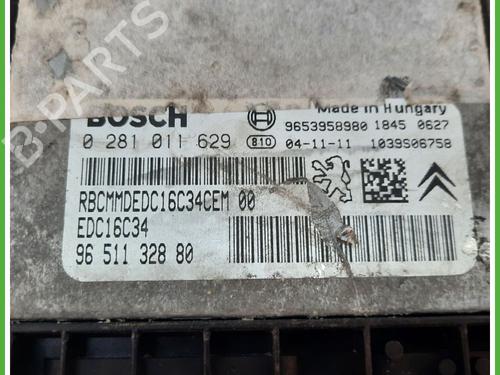 B-PARTS
BOSCH
Made in Hungary
0 281 011 629
9653958980 1845 0627
810 04-11-11 1039S06758
RBCMMDEDC16C34CEM 00
EDC16C34
96 511 328 80